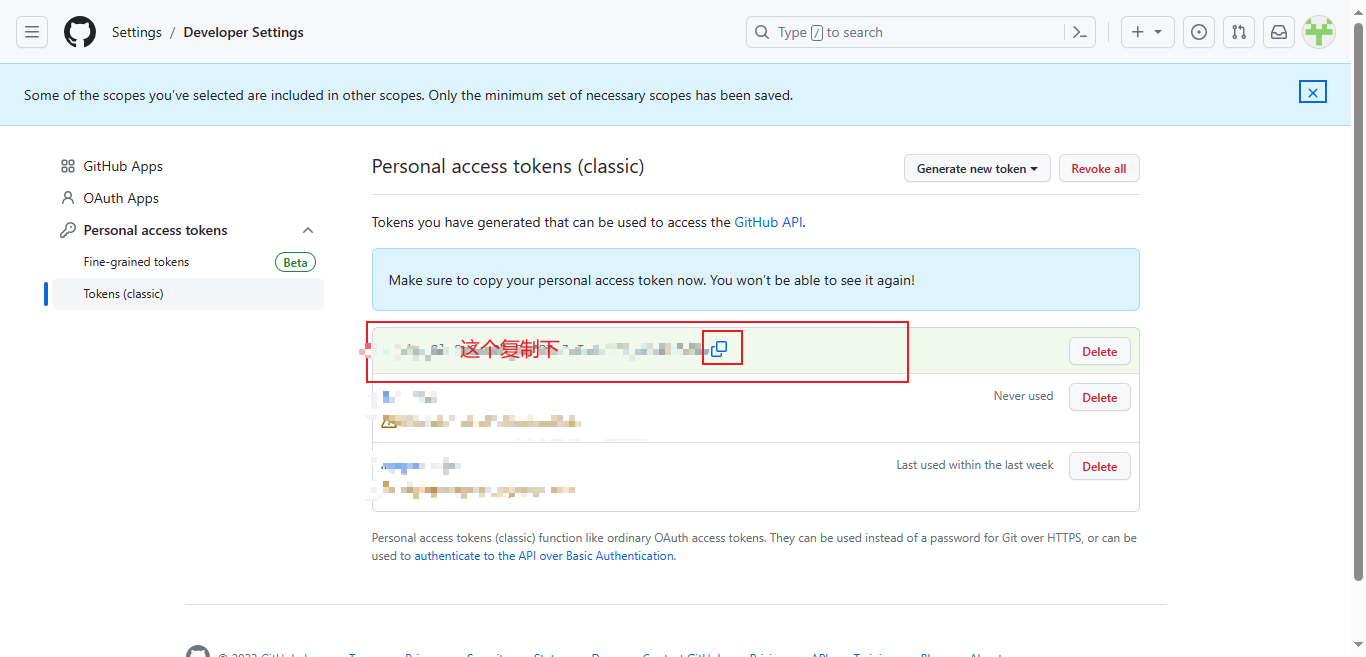 Settings / Developer Settings
Type / to search
Some of the scopes you've selected are included in other scopes. Only the minimum set of necessary scopes has been saved.
GitHub Apps
OAuth Apps
Personal access tokens
Fine-grained tokens Beta
Tokens (classic)
Personal access tokens (classic)
Generate new token
Revoke all
Tokens you have generated that can be used to access the GitHub API.
Make sure to copy your personal access token now. You won't be able to see it again!
这个复制下
Delete
Never used
Delete
Last used within the last week
Delete
Personal access tokens (classic) function like ordinary OAuth access tokens. They can be used instead of a password for Git over HTTPS, or can be
used to authenticate to the API over Basic Authentication.